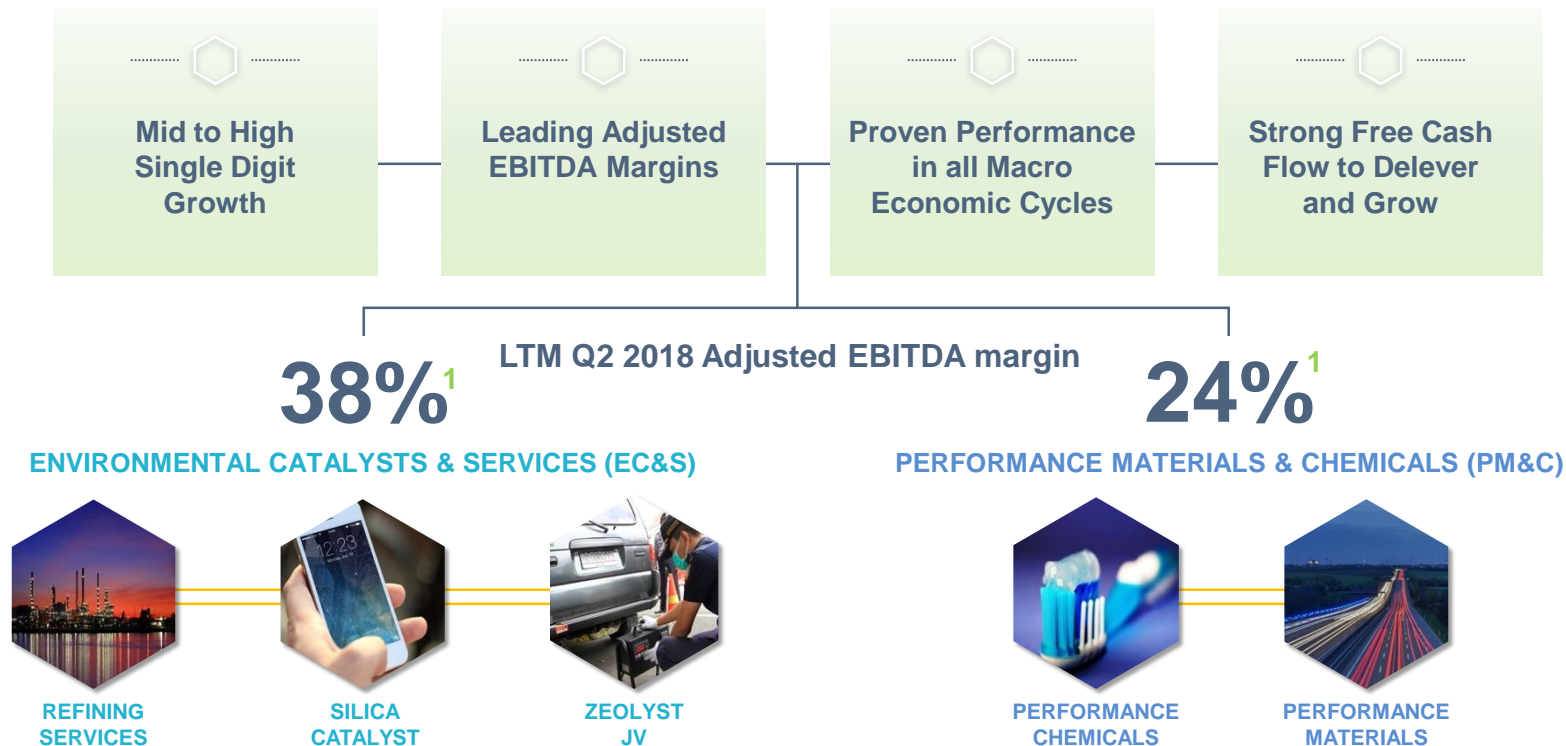 Mid to High
Single Digit
Growth
Leading Adjusted
EBITDA Margins
Proven Performance
in all Macro
Economic Cycles
Strong Free Cash
Flow to Delever
and Grow
LTM Q2 2018 Adjusted EBITDA margin
38%1
24%1
ENVIRONMENTAL CATALYSTS & SERVICES (EC&S)
PERFORMANCE MATERIALS & CHEMICALS (PM&C)
12:23
REFINING
SERVICES
SILICA
CATALYST
ZEOLYST
JV
PERFORMANCE
CHEMICALS
PERFORMANCE
MATERIALS